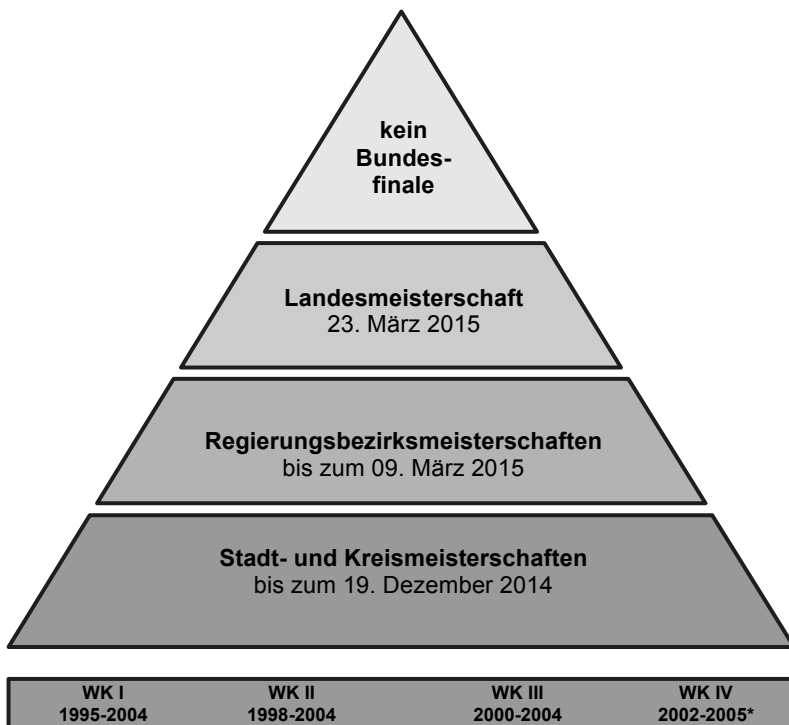 kein
Bundes-
finale
Landesmeisterschaft
23. März 2015
Regierungsbezirksmeisterschaften
bis zum 09. März 2015
Stadt- und Kreismeisterschaften
bis zum 19. Dezember 2014
WK I WK II WK III WK IV
1995-2004 1998-2004 2000-2004 2002-2005*